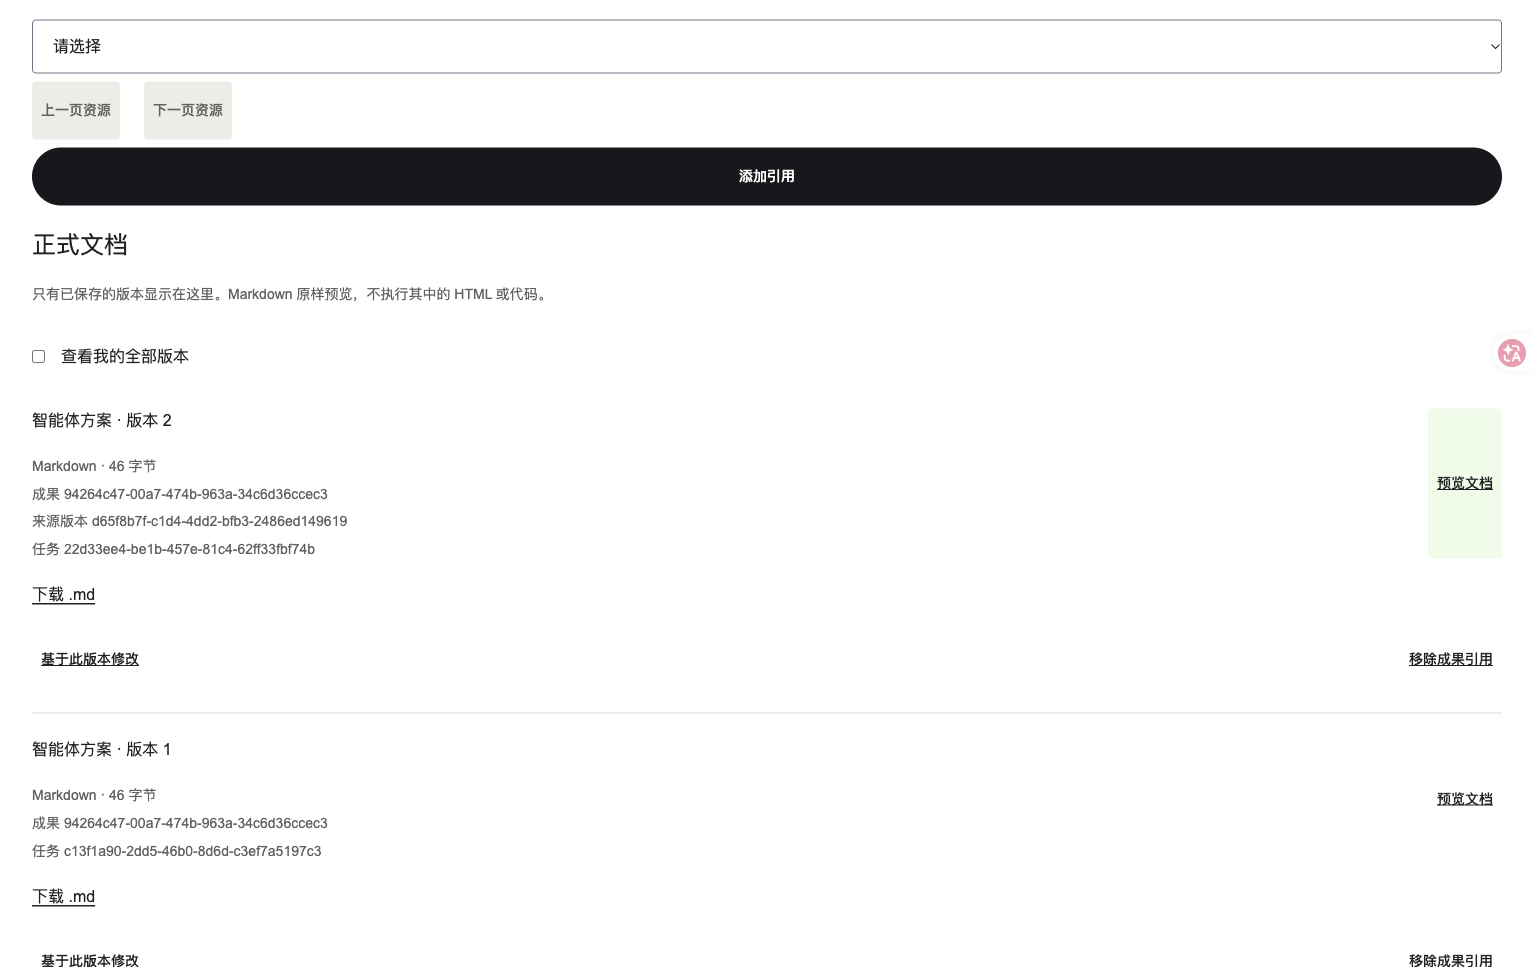 请选择
上一页资源 下一页资源
添加引用
正式文档
只有已保存的版本显示在这里。Markdown 原样预览，不执行其中的 HTML 或代码。
查看我的全部版本
智能体方案 · 版本 2
Markdown · 46 字节
成果 94264c47-00a7-474b-963a-34c6d36ccec3
预览文档
来源版本 d65f8b7f-c1d4-4dd2-bfb3-2486ed149619
任务 22d33ee4-be1b-457e-81c4-62ff33fbf74b
下载 .md
基于此版本修改 移除成果引用
智能体方案 · 版本 1
Markdown · 46 字节
预览文档
成果 94264c47-00a7-474b-963a-34c6d36ccec3
任务 c13f1a90-2dd5-46b0-8d6d-c3ef7a5197c3
下载 .md
基于此版本修改 移除成果引用